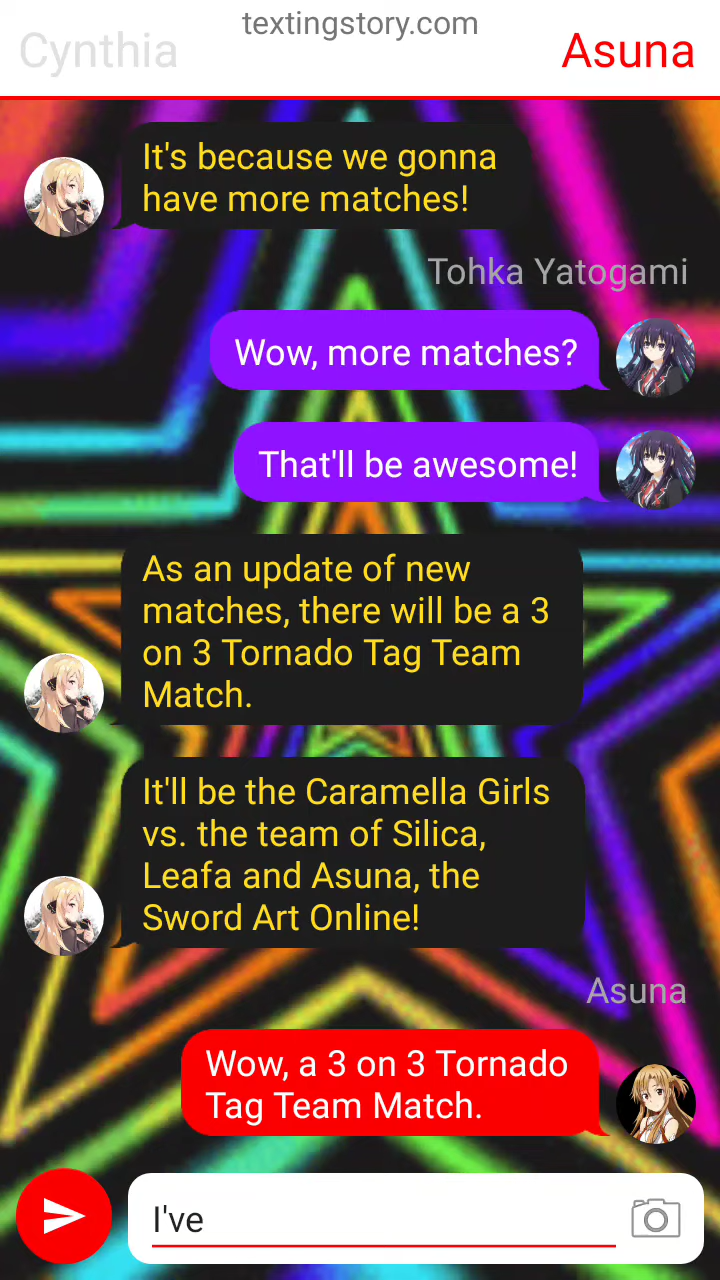 textingstory.com
Cynthia
Asuna
It's because we gonna
have more matches!
Tohka Yatogami
Wow, more matches?
That'll be awesome!
As an update of new
matches, there will be a 3
on 3 Tornado Tag Team
Match.
It'll be the Caramella Girls
vs. the team of Silica,
Leafa and Asuna, the
Sword Art Online!
Asuna
Wow, a 3 on 3 Tornado
Tag Team Match.
I've